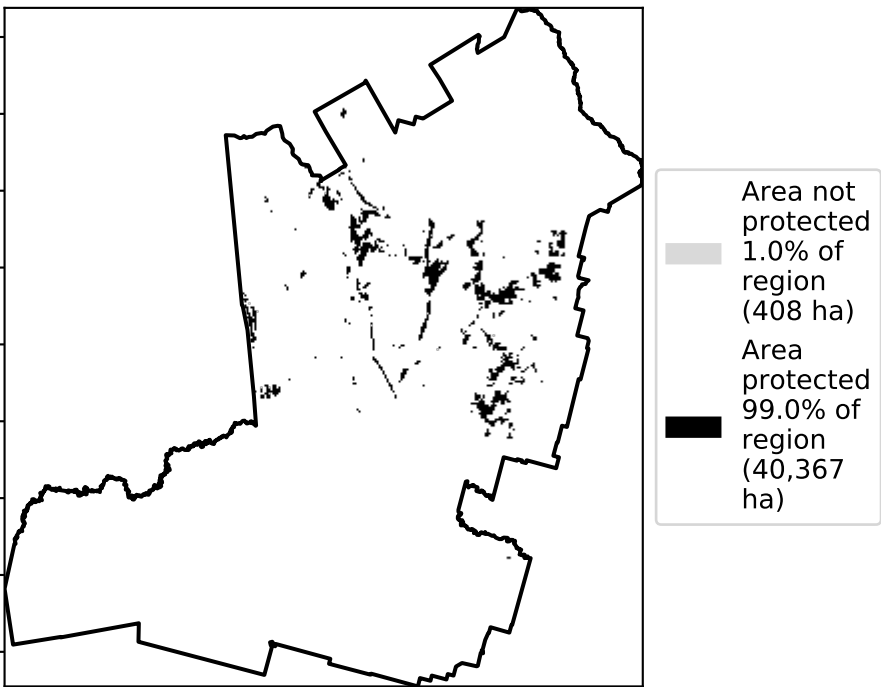 Area not
protected
1.0% of
region
(408 ha)
Area
protected
99.0% of
region
(40,367
ha)